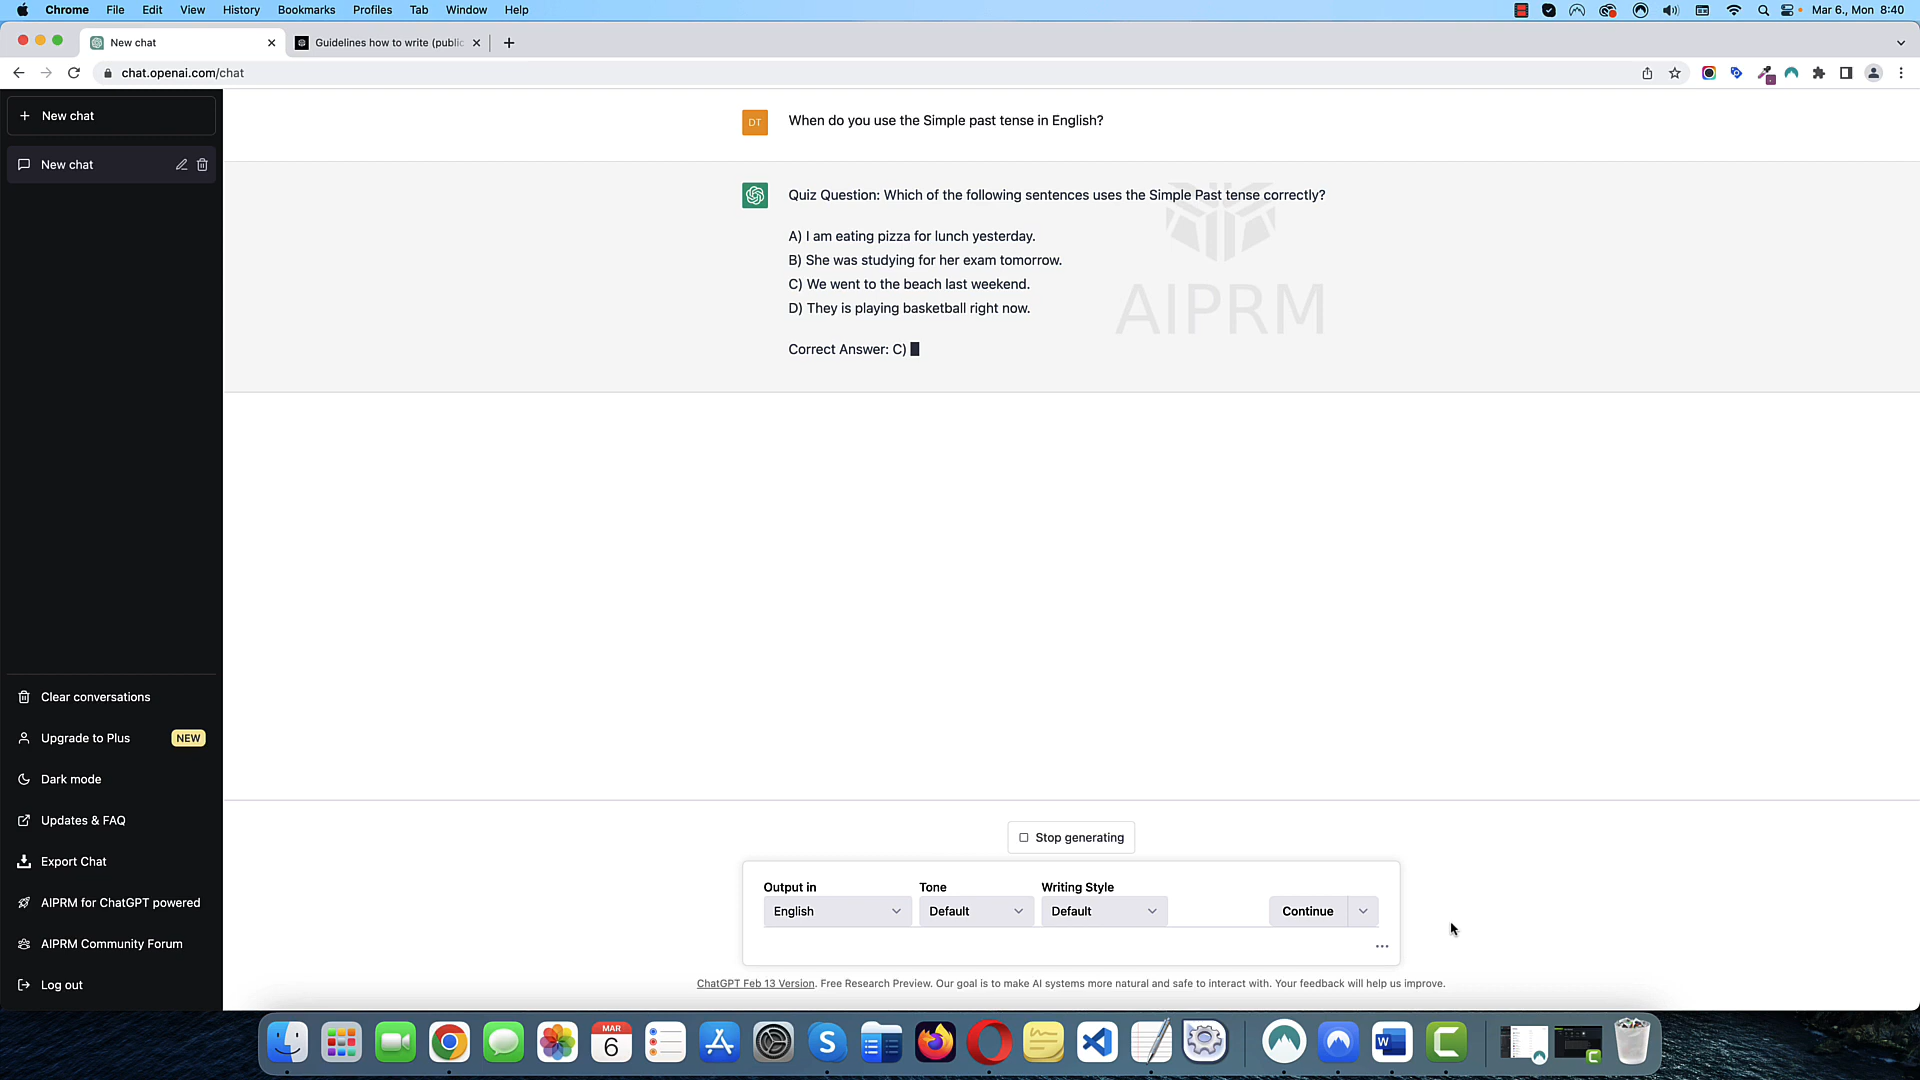 Chrome File Edit View History Bookmarks Profiles Tab Window Help
Mar 6., Mon 8:40
New chat
Guidelines how to write (public
chat.openai.com/chat
New chat
New chat
DT
When do you use the Simple past tense in English?
Quiz Question: Which of the following sentences uses the Simple Past tense correctly?
A) I am eating pizza for lunch yesterday.
B) She was studying for her exam tomorrow.
C) We went to the beach last weekend.
D) They is playing basketball right now.
AIPRM
Correct Answer: C)
Clear conversations
Upgrade to Plus NEW
Dark mode
Updates & FAQ
Export Chat
AIPRM for ChatGPT powered
AIPRM Community Forum
Log out
Stop generating
Output in Tone Writing Style
English Default Default Continue
ChatGPT Feb 13 Version. Free Research Preview. Our goal is to make AI systems more natural and safe to interact with. Your feedback will help us improve.
MAR
6
S
W
C